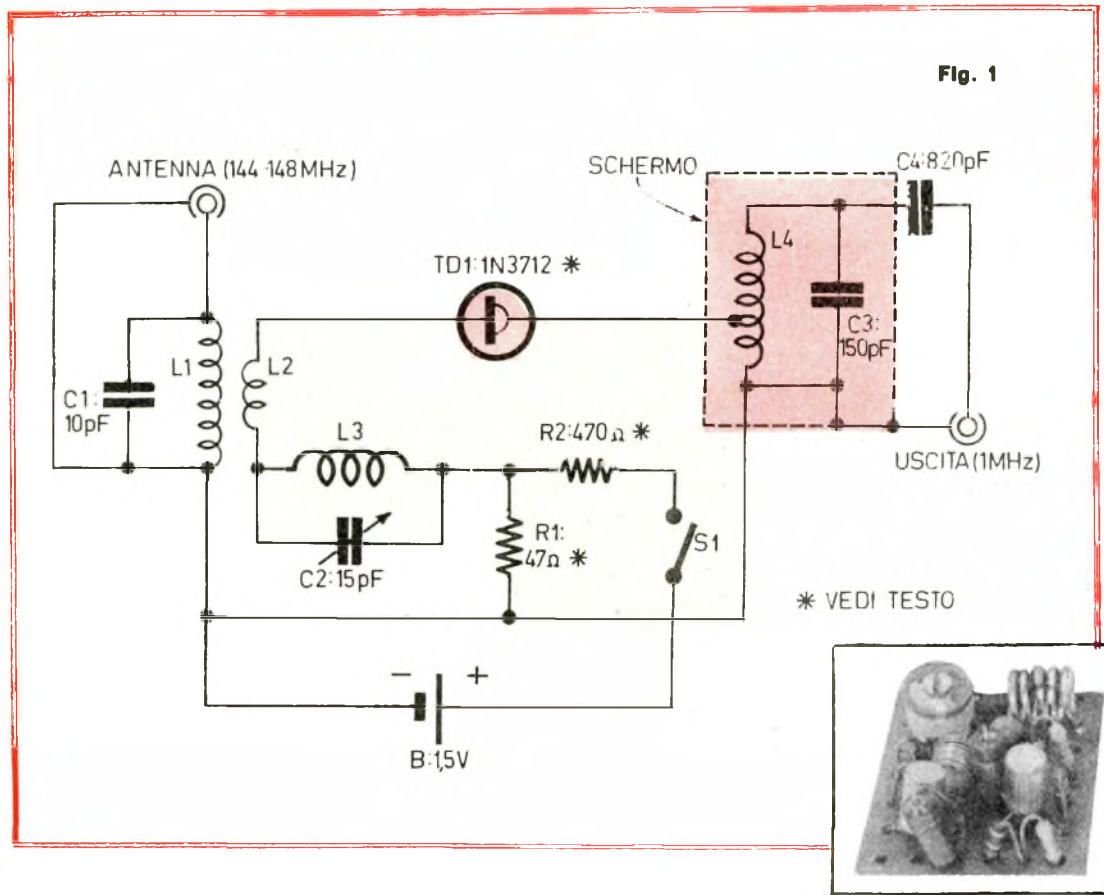 Fig. 1
ANTENNA (144-148MHz)
SCHERMO
C4:820pF
TD1:1N3712 *
L4
C3:
150pF
L1
L2
C1:
10pF
L3
R2:470Ω *
USCITA (1MHz)
R1:
47Ω *
S1
C2:15pF
* VEDI TESTO
- +
B:1,5V